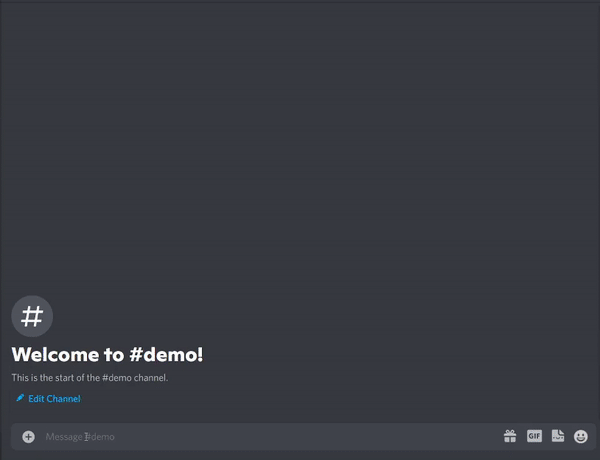 #
Welcome to #demo!
This is the start of the #demo channel.
Edit Channel
Message #demo
GIF